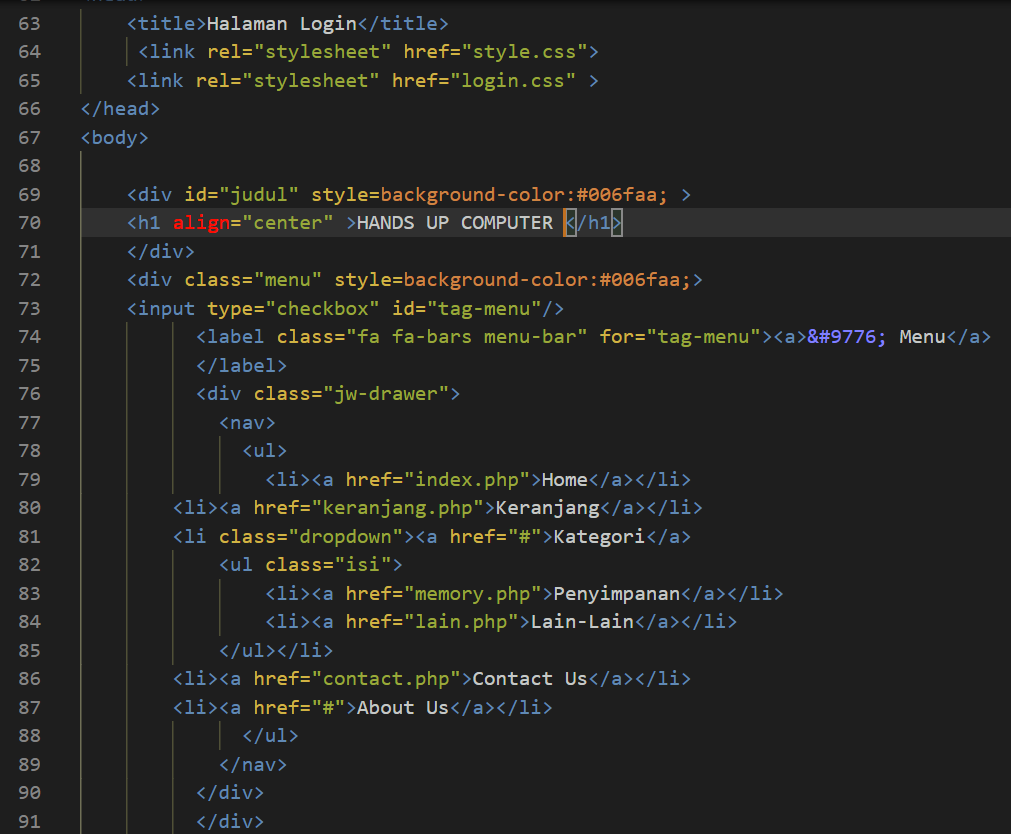 63 <title>Halaman Login</title>
64 <link rel="stylesheet" href="style.css">
65 <link rel="stylesheet" href="login.css" >
66 </head>
67 <body>
68
69 <div id="judul" style=background-color:#006faa; >
70 <h1 align="center" >HANDS UP COMPUTER </h1>
71 </div>
72 <div class="menu" style=background-color:#006faa;>
73 <input type="checkbox" id="tag-menu"/>
74 <label class="fa fa-bars menu-bar" for="tag-menu"><a>&#9776; Menu</a>
75 </label>
76 <div class="jw-drawer">
77 <nav>
78 <ul>
79 <li><a href="index.php">Home</a></li>
80 <li><a href="keranjang.php">Keranjang</a></li>
81 <li class="dropdown"><a href="#">Kategori</a>
82 <ul class="isi">
83 <li><a href="memory.php">Penyimpanan</a></li>
84 <li><a href="lain.php">Lain-Lain</a></li>
85 </ul></li>
86 <li><a href="contact.php">Contact Us</a></li>
87 <li><a href="#">About Us</a></li>
88 </ul>
89 </nav>
90 </div>
91 </div>